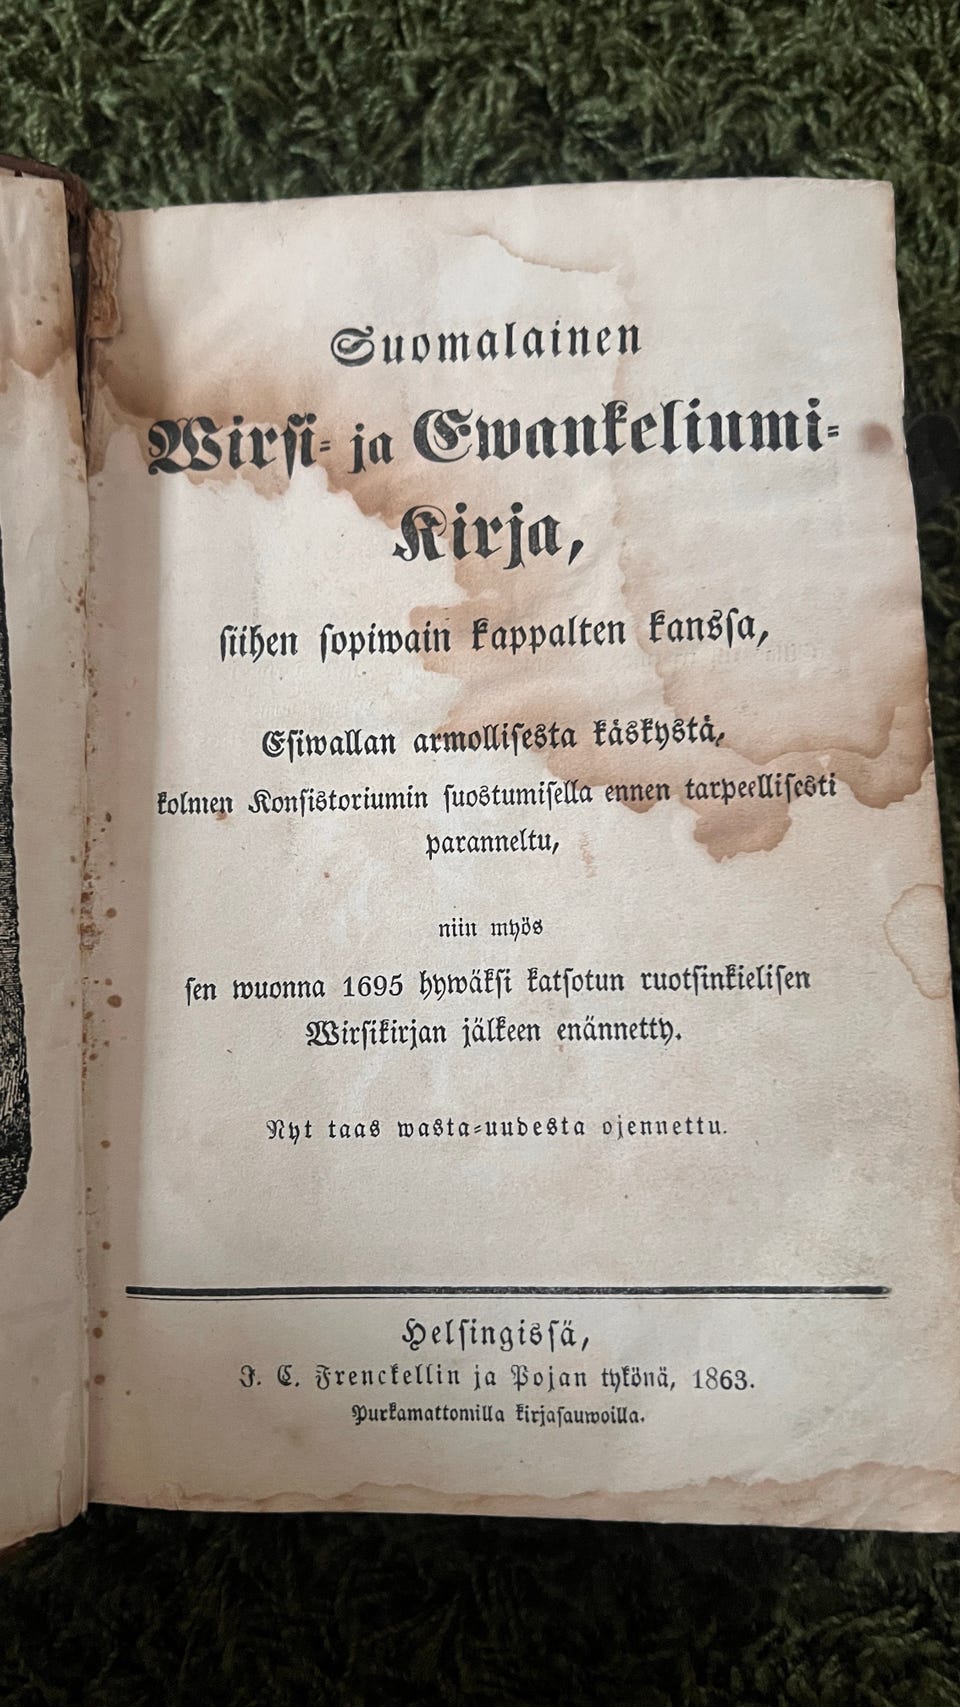 Suomalainen
Wirsi- ja Ewankeliumi-
Kirja,
siihen sopiwain kappalten kanssa,
Esiwallan armollisesta käskystä,
kolmen Konsistoriumin suostumisella ennen tarpeellisesti
paranneltu,
niin myös
sen wuonna 1695 hywäksi katsotun ruotsinkielisen
Wirsikirjan jälkeen enännetty.
Nyt taas wasta-uudesta ojennettu.
Helsingissä,
J. C. Frenckellin ja Pojan tykönä, 1863.
Purkamattomilla kirjasauwoilla.